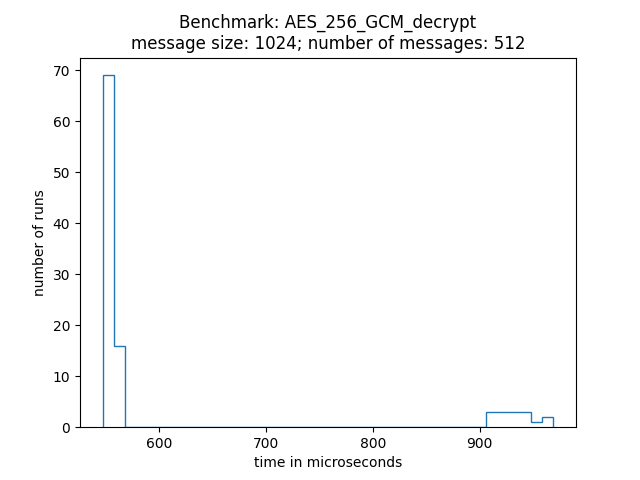 Benchmark: AES_256_GCM_decrypt
message size: 1024; number of messages: 512
70
60
50
40
30
20
10
0
number of runs
600 700 800 900
time in microseconds